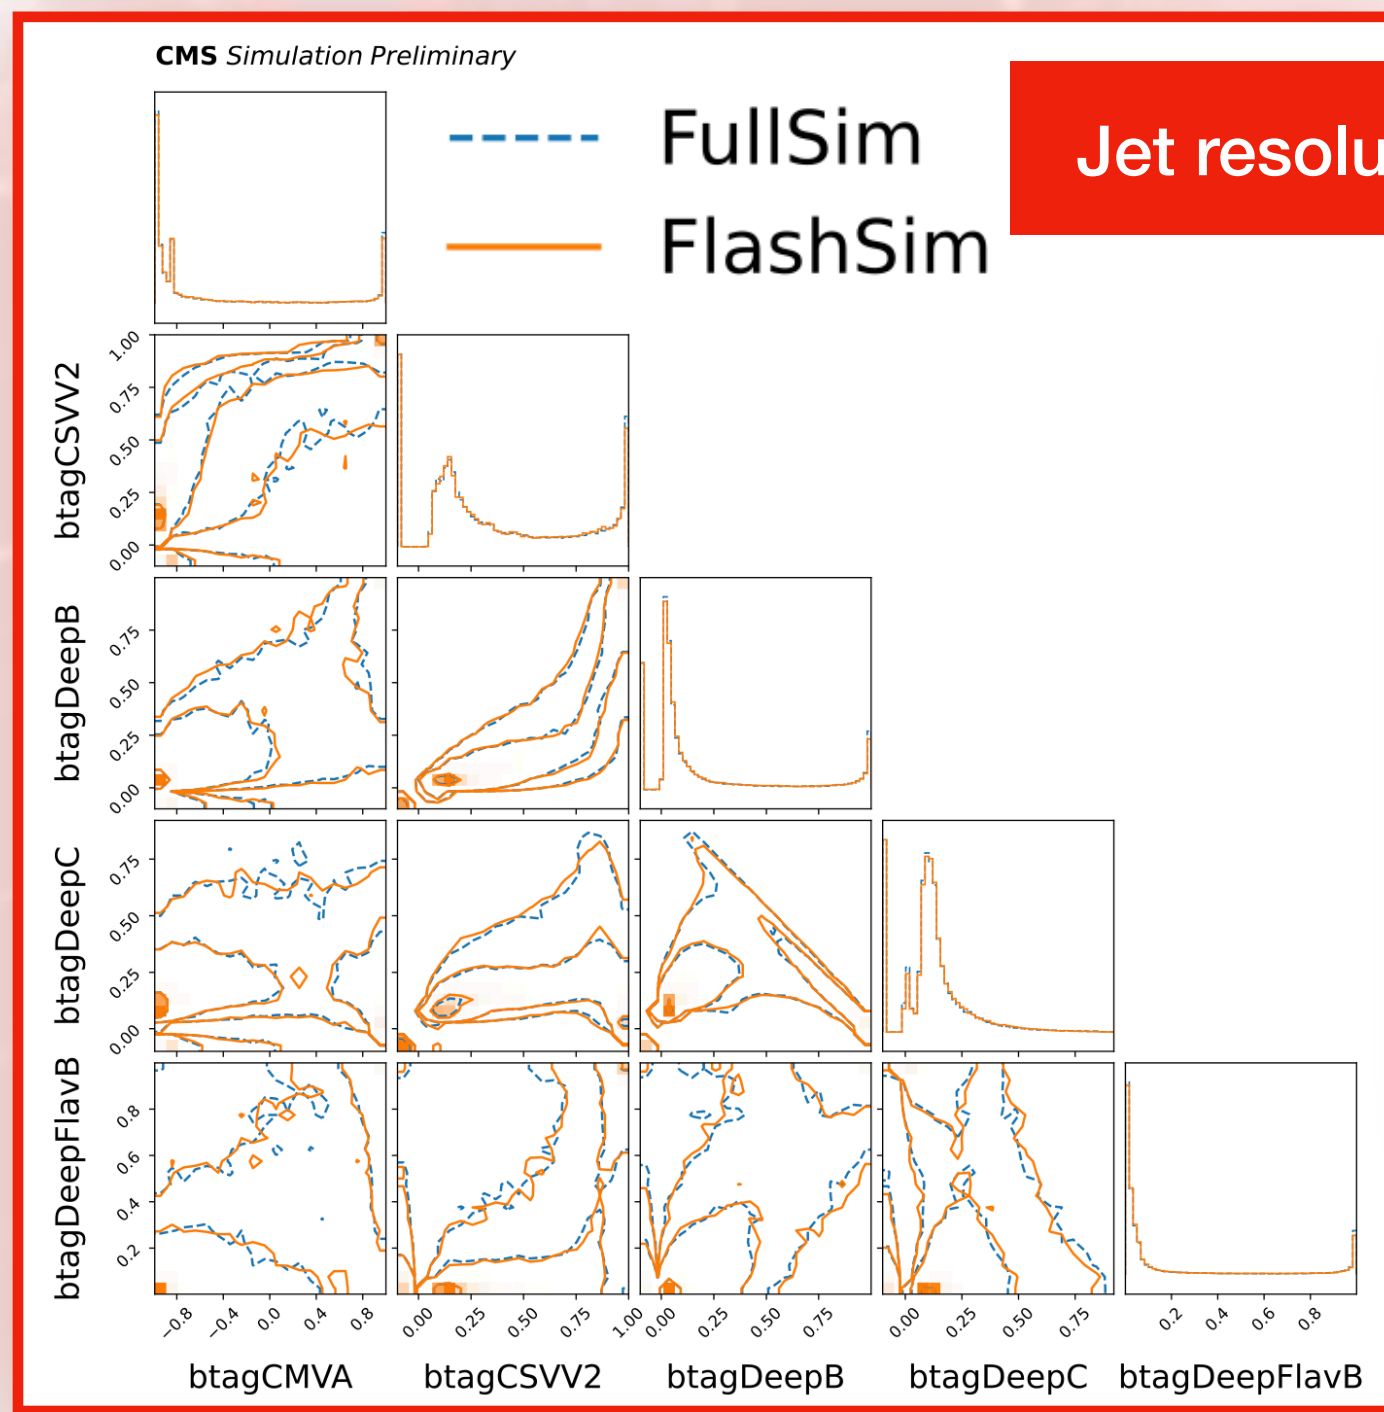 CMS Simulation Preliminary
FullSim
FlashSim
Jet resolu
btagCSVV2
1.00
0.75
0.50
0.25
0.00
btagDeepB
0.75
0.50
0.25
0.00
btagDeepC
0.75
0.50
0.25
0.00
btagDeepFlavB
0.8
0.6
0.4
0.2
−0.8 −0.4 0.0 0.4 0.8
0.00 0.25 0.50 0.75 1.00
0.00 0.25 0.50 0.75
0.00 0.25 0.50 0.75
0.2 0.4 0.6 0.8
btagCMVA btagCSVV2 btagDeepB btagDeepC btagDeepFlavB